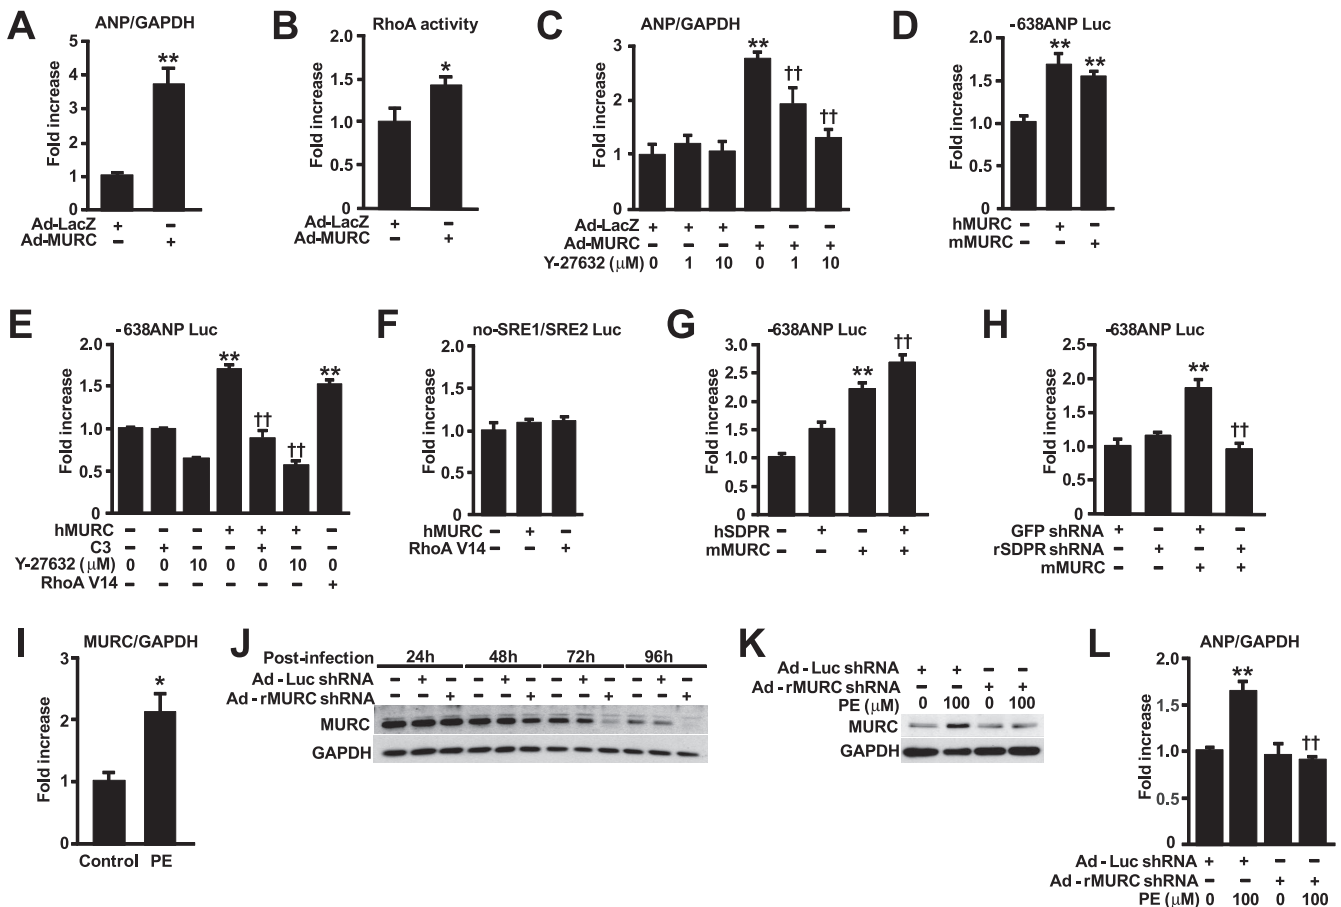 A
ANP/GAPDH
Fold increase
5
4
3
2
1
0
**
Ad-LacZ + –
Ad-MURC – +
B
RhoA activity
Fold increase
2.0
1.5
1.0
0.5
0
*
Ad-LacZ + –
Ad-MURC – +
C
ANP/GAPDH
Fold increase
3
2
1
0
** †† ††
Ad-LacZ + + + – – –
Ad-MURC – – – + + +
Y-27632 (μM) 0 1 10 0 1 10
D
-638ANP Luc
Fold increase
2.0
1.5
1.0
0.5
0
** **
hMURC – + –
mMURC – – +
E
-638ANP Luc
Fold increase
2.0
1.5
1.0
0.5
0
** †† †† **
hMURC – – – + + + –
C3 – + – – + – –
Y-27632 (μM) 0 0 10 0 0 10 0
RhoA V14 – – – – – – +
F
no-SRE1/SRE2 Luc
Fold increase
2.0
1.5
1.0
0.5
0
hMURC – + –
RhoA V14 – – +
G
-638ANP Luc
Fold increase
3.0
2.5
2.0
1.5
1.0
0.5
0
** ††
hSDPR – + – +
mMURC – – + +
H
-638ANP Luc
Fold increase
2.5
2.0
1.5
1.0
0.5
0
** ††
GFP shRNA + – + –
rSDPR shRNA – + – +
mMURC – – + +
I
MURC/GAPDH
Fold increase
3
2
1
0
*
Control PE
J
Post-infection 24h 48h 72h 96h
Ad - Luc shRNA – + – – + – – + – – + –
Ad - rMURC shRNA – – + – – + – – + – – +
MURC
GAPDH
K
Ad - Luc shRNA + + – –
Ad - rMURC shRNA – – + +
PE (μM) 0 100 0 100
MURC
GAPDH
L
ANP/GAPDH
Fold increase
2.0
1.5
1.0
0.5
0
** ††
Ad - Luc shRNA + + – –
Ad - rMURC shRNA – – + +
PE (μM) 0 100 0 100